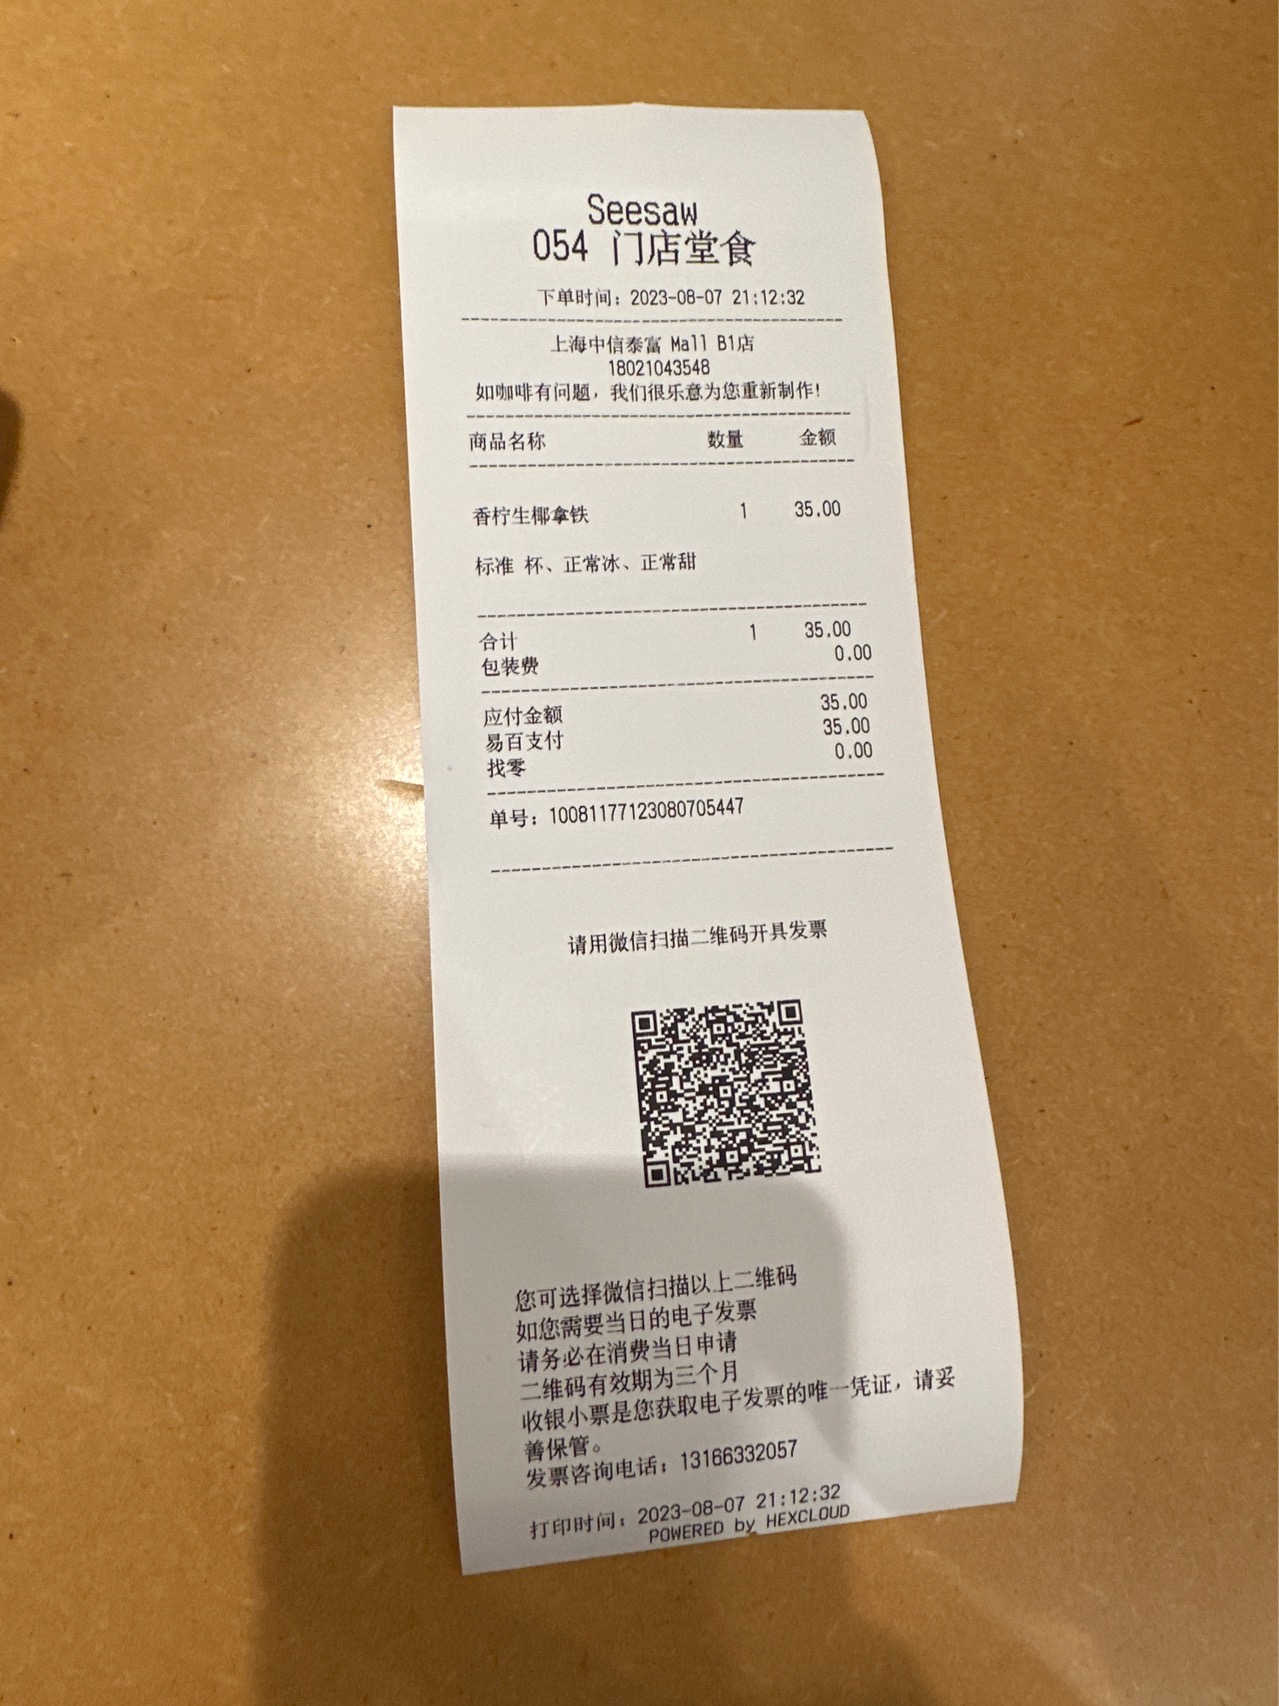 Seesaw
054 门店堂食
下单时间：2023-08-07 21:12:32
上海中信泰富 Mall B1店
18021043548
如咖啡有问题，我们很乐意为您重新制作！
商品名称 数量 金额
香柠生椰拿铁 1 35.00
标准 杯、正常冰、正常甜
合计 1 35.00
包装费 0.00
应付金额 35.00
易百支付 35.00
找零 0.00
单号：10081177123080705447
请用微信扫描二维码开具发票
您可选择微信扫描以上二维码
如您需要当日的电子发票
请务必在消费当日申请
二维码有效期为三个月
收银小票是您获取电子发票的唯一凭证，请妥
善保管。
发票咨询电话：13166332057
打印时间：2023-08-07 21:12:32
POWERED by HEXCLOUD